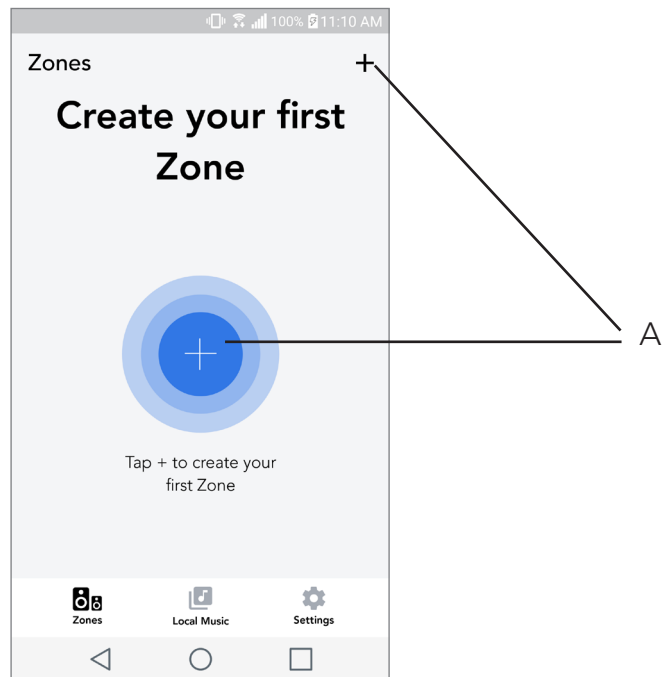 100% 11:10 AM
Zones +
Create your first
Zone
A
Tap + to create your
first Zone
Zones Local Music Settings